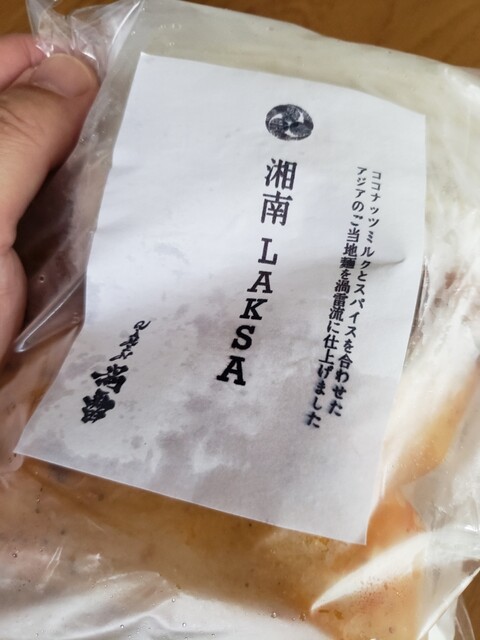 ココナッツミルクとスパイスを合わせた
アジアのご当地麺を渦雷流に仕上げました
湘南 LAKSA